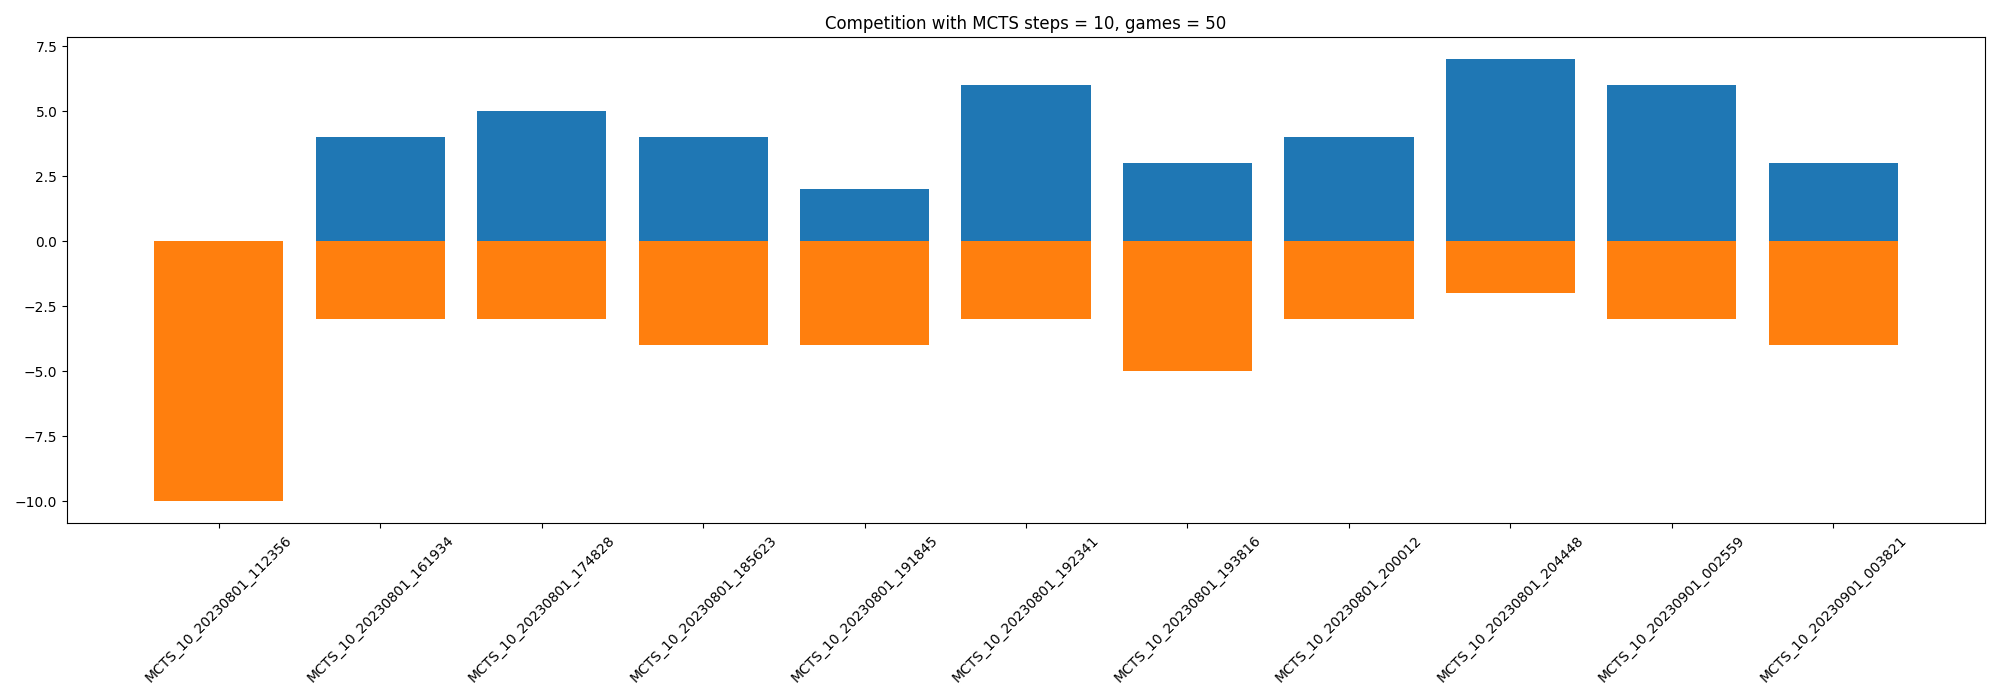 Competition with MCTS steps = 10, games = 50
7.5
5.0
2.5
0.0
−2.5
−5.0
−7.5
−10.0
MCTS_10_20230801_112356
MCTS_10_20230801_161934
MCTS_10_20230801_174828
MCTS_10_20230801_185623
MCTS_10_20230801_191845
MCTS_10_20230801_192341
MCTS_10_20230801_193816
MCTS_10_20230801_200012
MCTS_10_20230801_204448
MCTS_10_20230901_002559
MCTS_10_20230901_003821